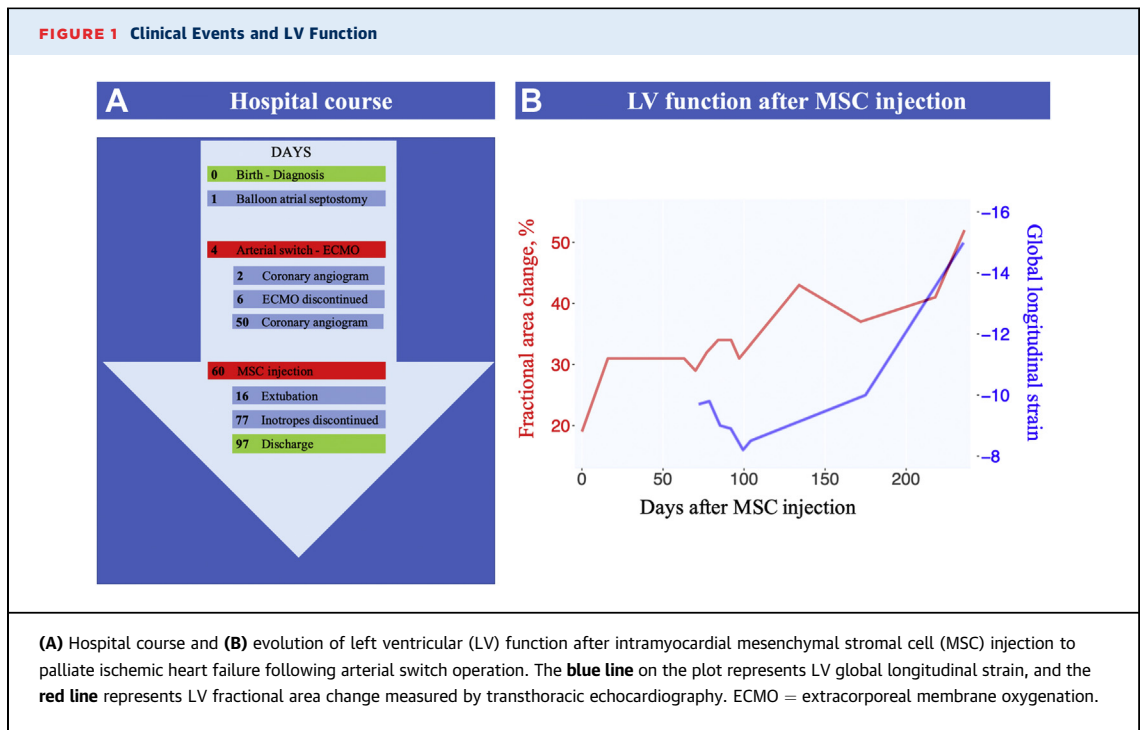 FIGURE 1 Clinical Events and LV Function
A Hospital course
DAYS
0 Birth - Diagnosis
1 Balloon atrial septostomy
4 Arterial switch - ECMO
2 Coronary angiogram
6 ECMO discontinued
50 Coronary angiogram
60 MSC injection
16 Extubation
77 Inotropes discontinued
97 Discharge
B LV function after MSC injection
Fractional area change, %
50
40
30
20
-16
-14
-12
-10
-8
Global longitudinal strain
0 50 100 150 200
Days after MSC injection
(A) Hospital course and (B) evolution of left ventricular (LV) function after intramyocardial mesenchymal stromal cell (MSC) injection to
palliate ischemic heart failure following arterial switch operation. The blue line on the plot represents LV global longitudinal strain, and the
red line represents LV fractional area change measured by transthoracic echocardiography. ECMO = extracorporeal membrane oxygenation.